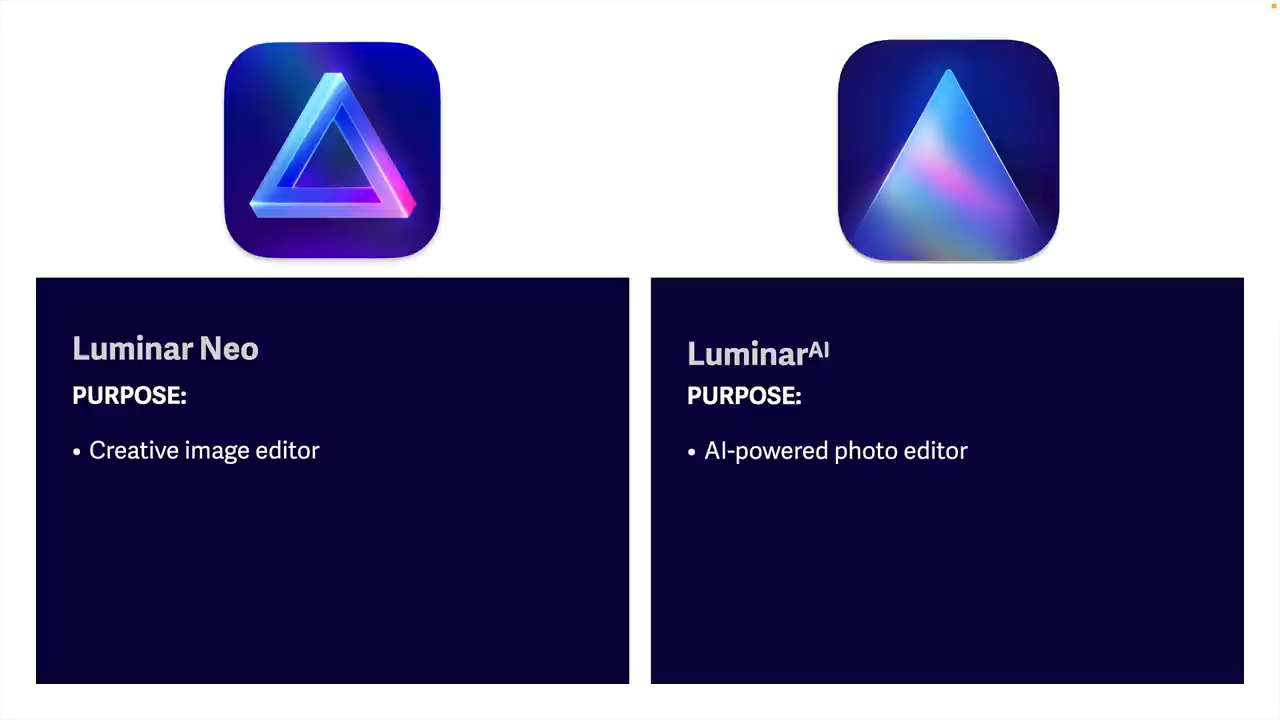 Luminar Neo
PURPOSE:
• Creative image editor
LuminarAI
PURPOSE:
• AI-powered photo editor